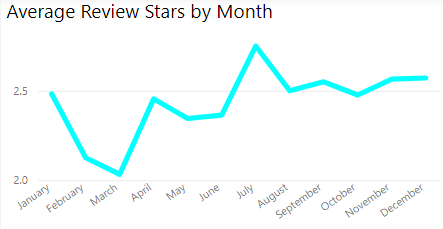 Average Review Stars by Month
2.5
2.0
January
February
March
April
May
June
July
August
September
October
November
December